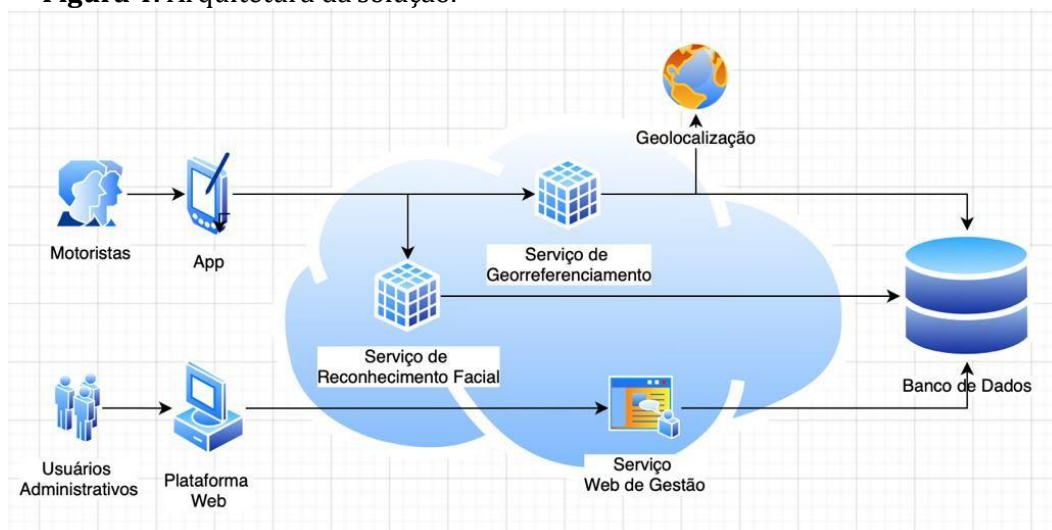 Figura 1. Arquitetura da solução.
Geolocalização
Motoristas
App
Serviço de
Georreferenciamento
Serviço de
Reconhecimento Facial
Banco de Dados
Usuários
Administrativos
Plataforma
Web
Serviço
Web de Gestão